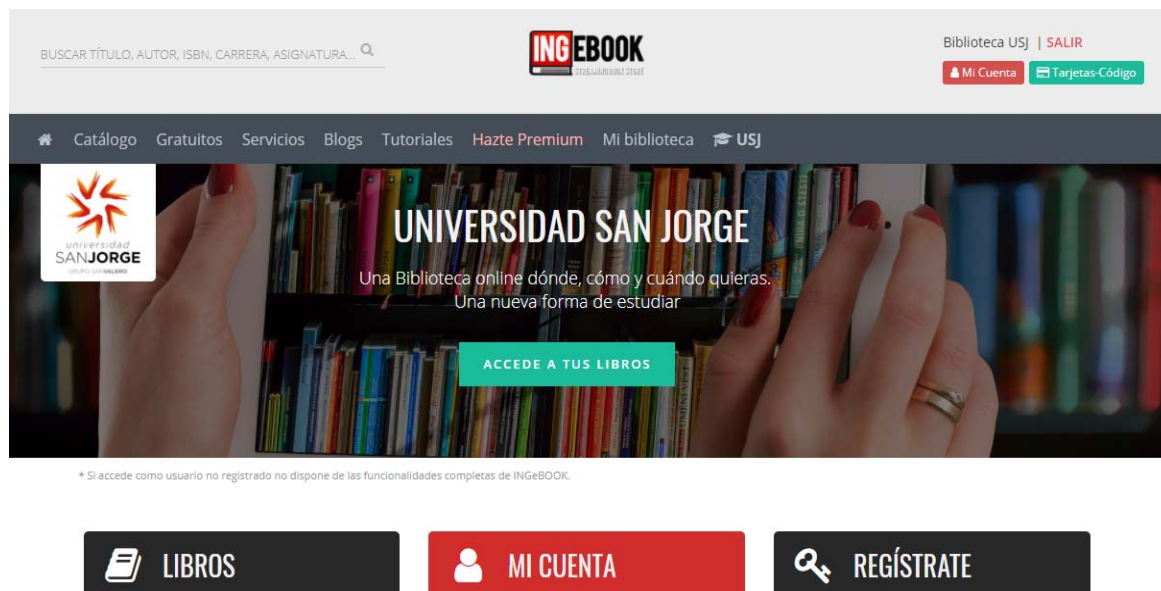 BUSCAR TÍTULO, AUTOR, ISBN, CARRERA, ASIGNATURA...
INGEBOOK
Biblioteca USJ | SALIR
Mi Cuenta
Tarjetas-Código
Catálogo Gratuitos Servicios Blogs Tutoriales Hazte Premium Mi biblioteca USJ
universidad
SANJORGE
GRUPO SANVALERO
UNIVERSIDAD SAN JORGE
Una Biblioteca online dónde, cómo y cuándo quieras.
Una nueva forma de estudiar
ACCEDE A TUS LIBROS
* Si accede como usuario no registrado no dispone de las funcionalidades completas de INGeBOOK.
LIBROS
MI CUENTA
REGÍSTRATE